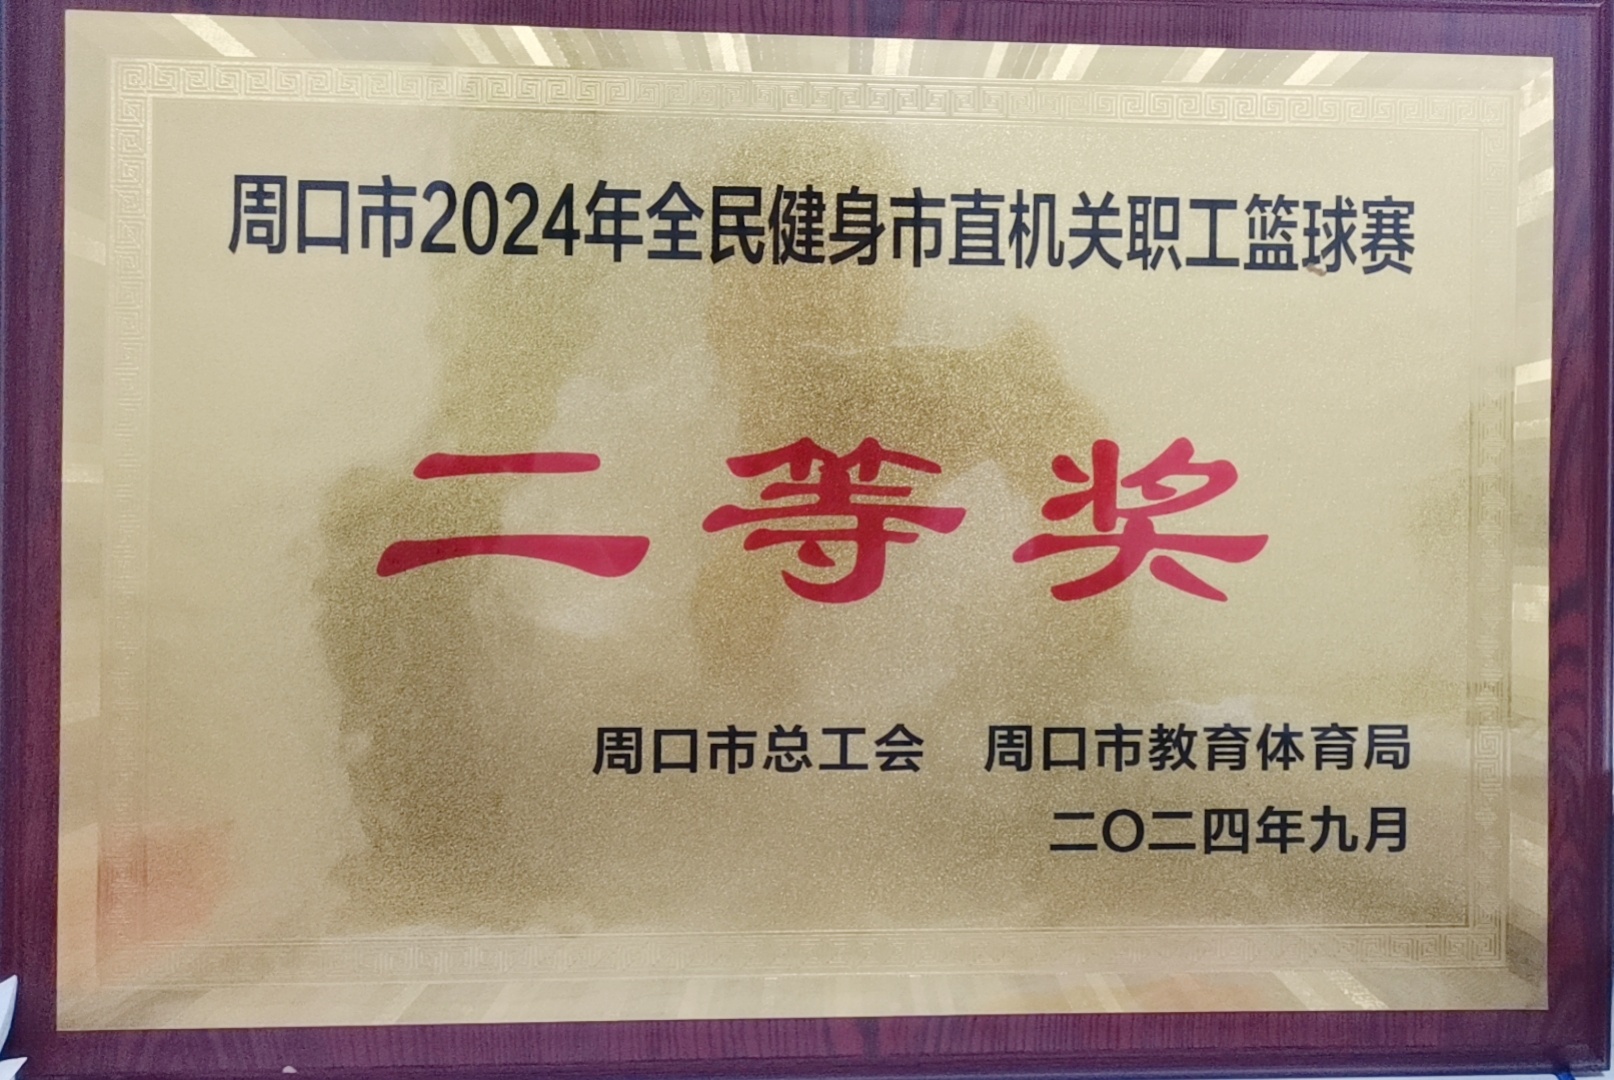 周口市2024年全民健身市直机关职工篮球赛
二等奖
周口市总工会 周口市教育体育局
二〇二四年九月